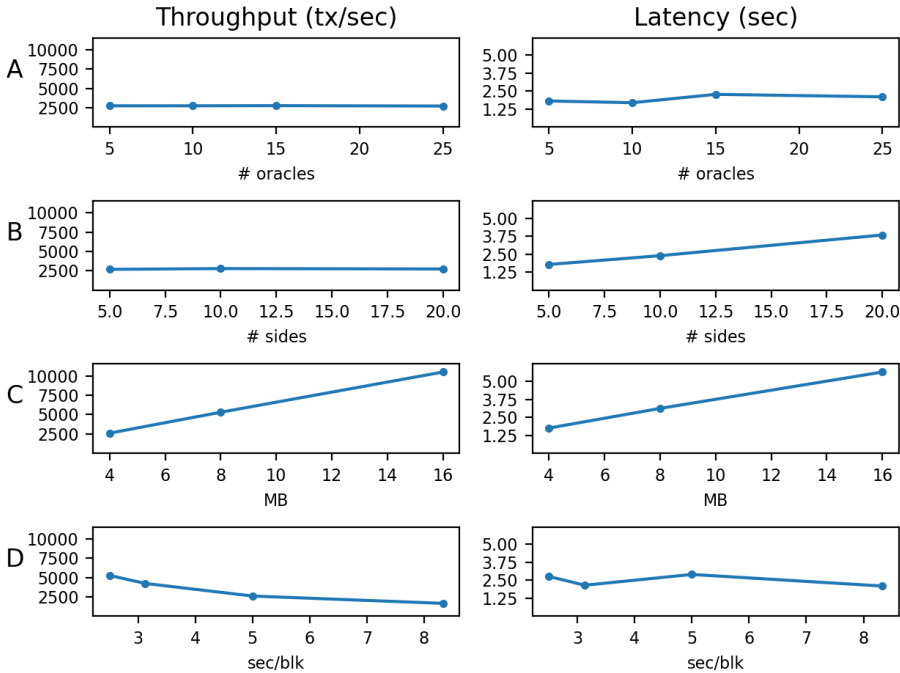 Throughput (tx/sec) Latency (sec)
A
10000
7500
5000
2500
5 10 15 20 25
# oracles
5.00
3.75
2.50
1.25
5 10 15 20 25
# oracles
B
10000
7500
5000
2500
5.0 7.5 10.0 12.5 15.0 17.5 20.0
# sides
5.00
3.75
2.50
1.25
5.0 7.5 10.0 12.5 15.0 17.5 20.0
# sides
C
10000
7500
5000
2500
4 6 8 10 12 14 16
MB
5.00
3.75
2.50
1.25
4 6 8 10 12 14 16
MB
D
10000
7500
5000
2500
3 4 5 6 7 8
sec/blk
5.00
3.75
2.50
1.25
3 4 5 6 7 8
sec/blk